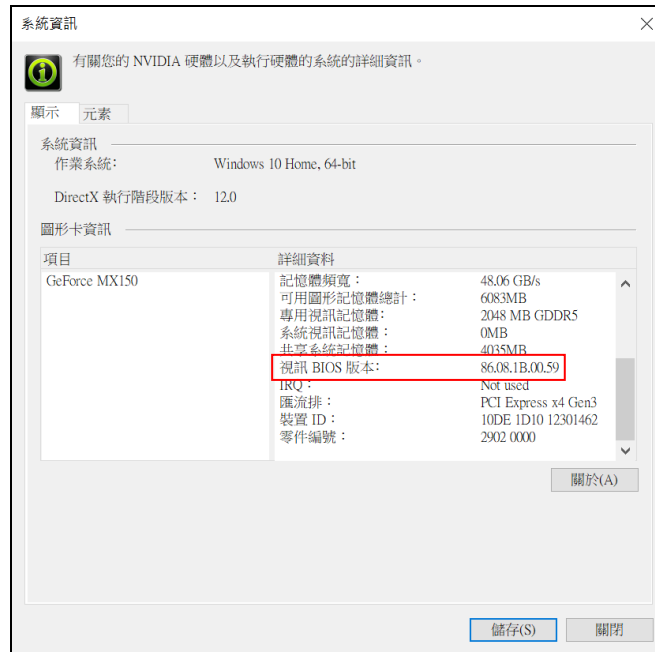 系統資訊
有關您的 NVIDIA 硬體以及執行硬體的系統的詳細資訊。
顯示 元素
系統資訊
作業系統: Windows 10 Home, 64-bit
DirectX 執行階段版本： 12.0
圖形卡資訊
項目 詳細資料
GeForce MX150 記憶體頻寬： 48.06 GB/s
可用圖形記憶體總計： 6083MB
專用視訊記憶體: 2048 MB GDDR5
系統視訊記憶體： 0MB
共享系統記憶體： 4035MB
視訊 BIOS 版本: 86.08.1B.00.59
IRQ： Not used
匯流排： PCI Express x4 Gen3
裝置 ID： 10DE 1D10 12301462
零件編號： 2902 0000
關於(A)
儲存(S) 關閉